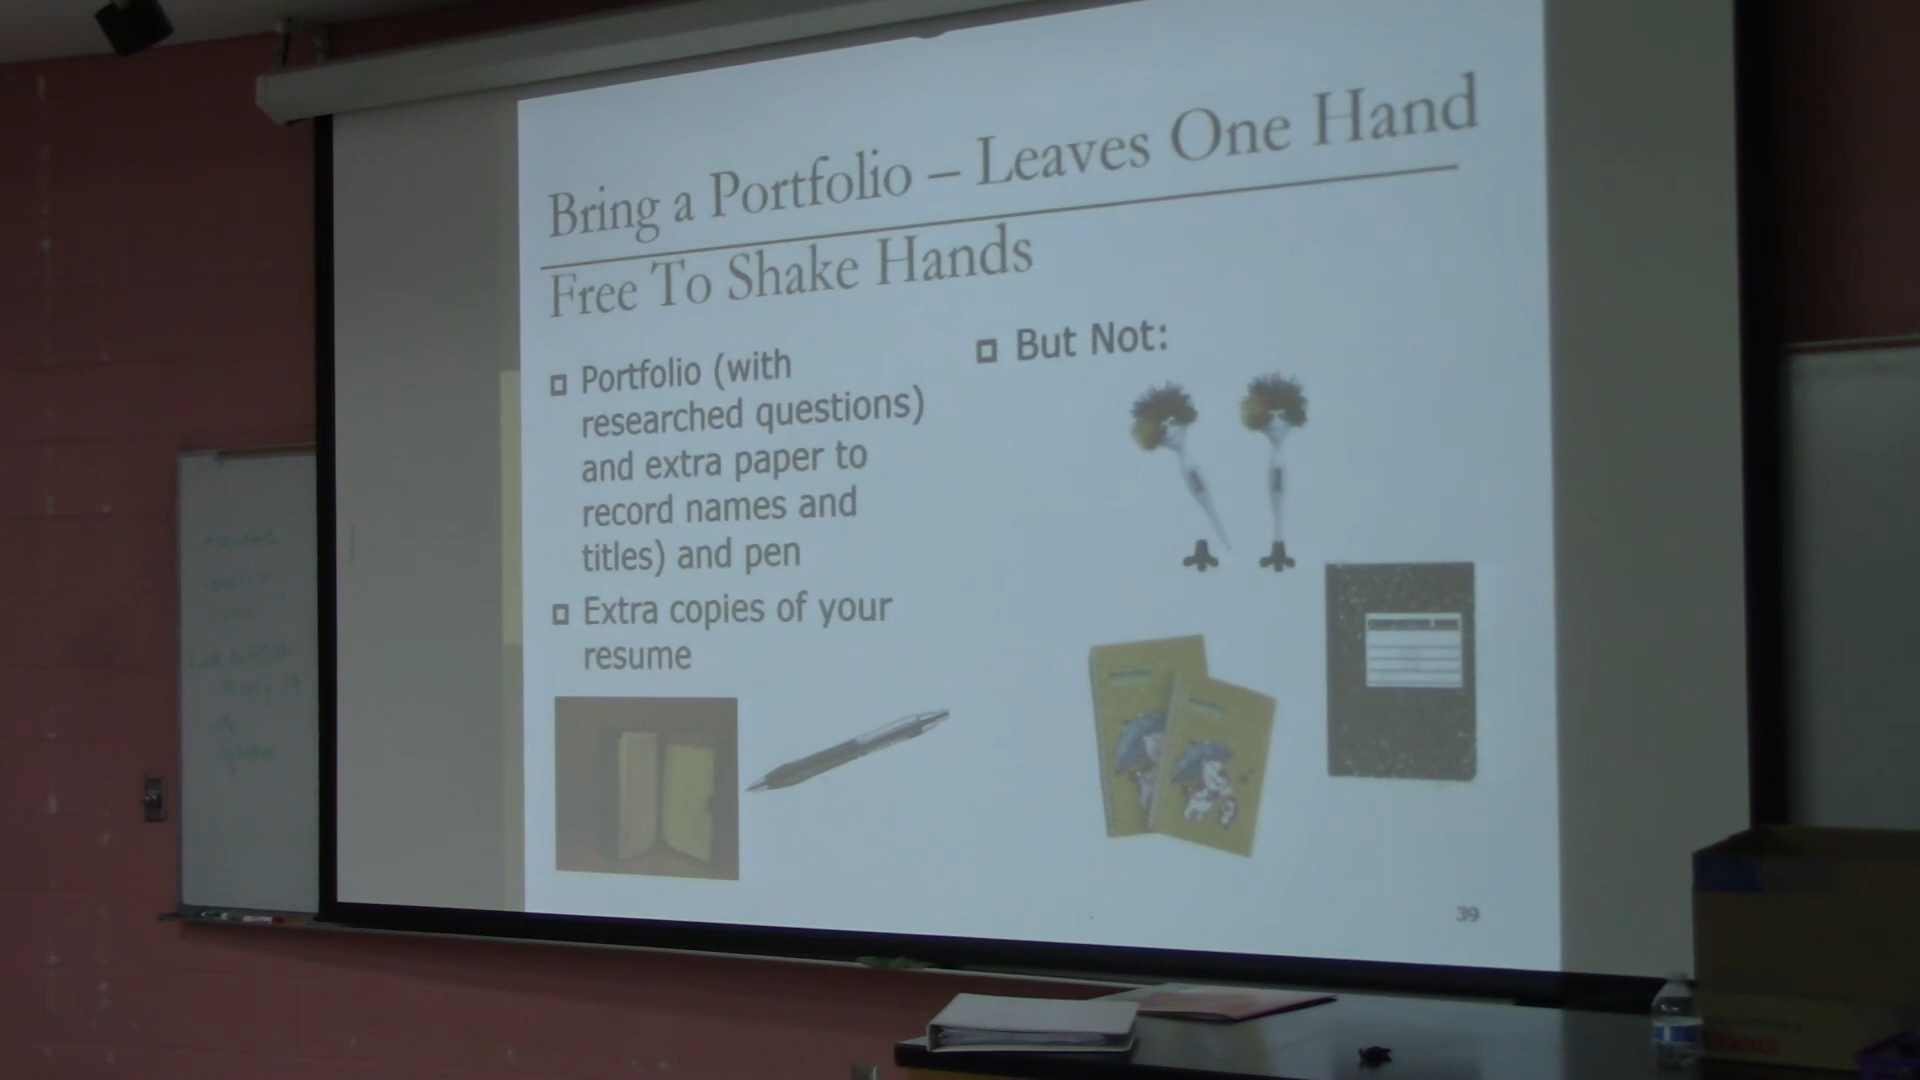 Bring a Portfolio – Leaves One Hand
Free To Shake Hands
Portfolio (with
researched questions)
and extra paper to
record names and
titles) and pen
Extra copies of your
resume
But Not:
39